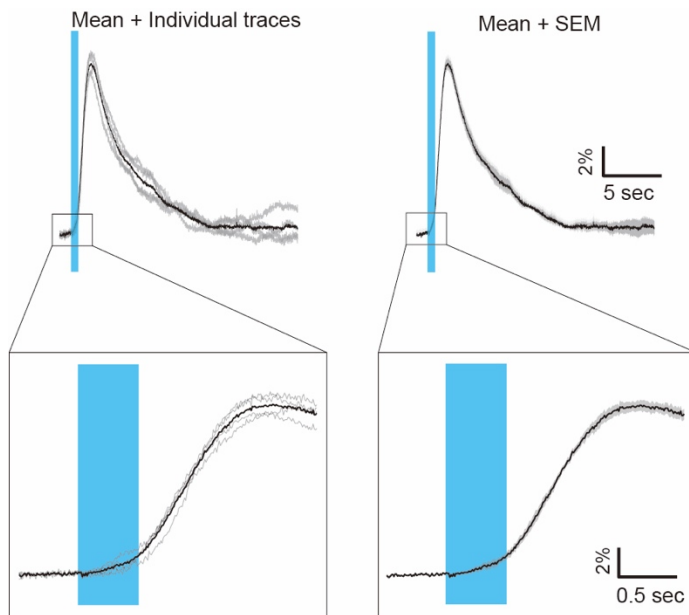 Mean + Individual traces
Mean + SEM
2%
5 sec
2%
0.5 sec